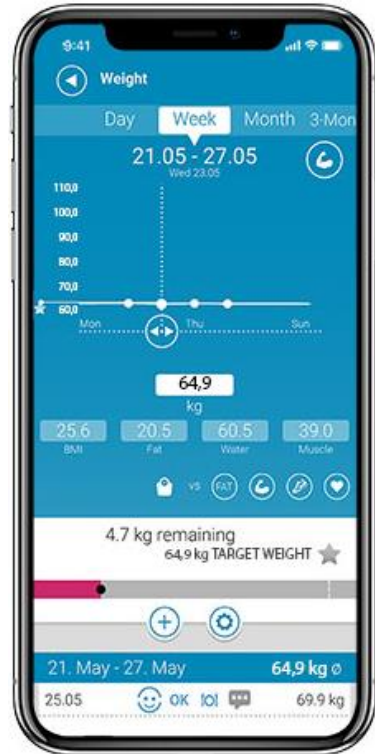 9:41
Weight
Day Week Month 3-Mon
21.05 - 27.05
Wed 23.05
110,0
100,0
90,0
80,0
70,0
60,0
Mon Thu Sun
64,9
kg
25.6 20.5 60.5 39.0
BMI Fat Water Muscle
vs FAT
4.7 kg remaining
64,9 kg TARGET WEIGHT
21. May - 27. May 64,9 kg ø
25.05 OK 69.9 kg